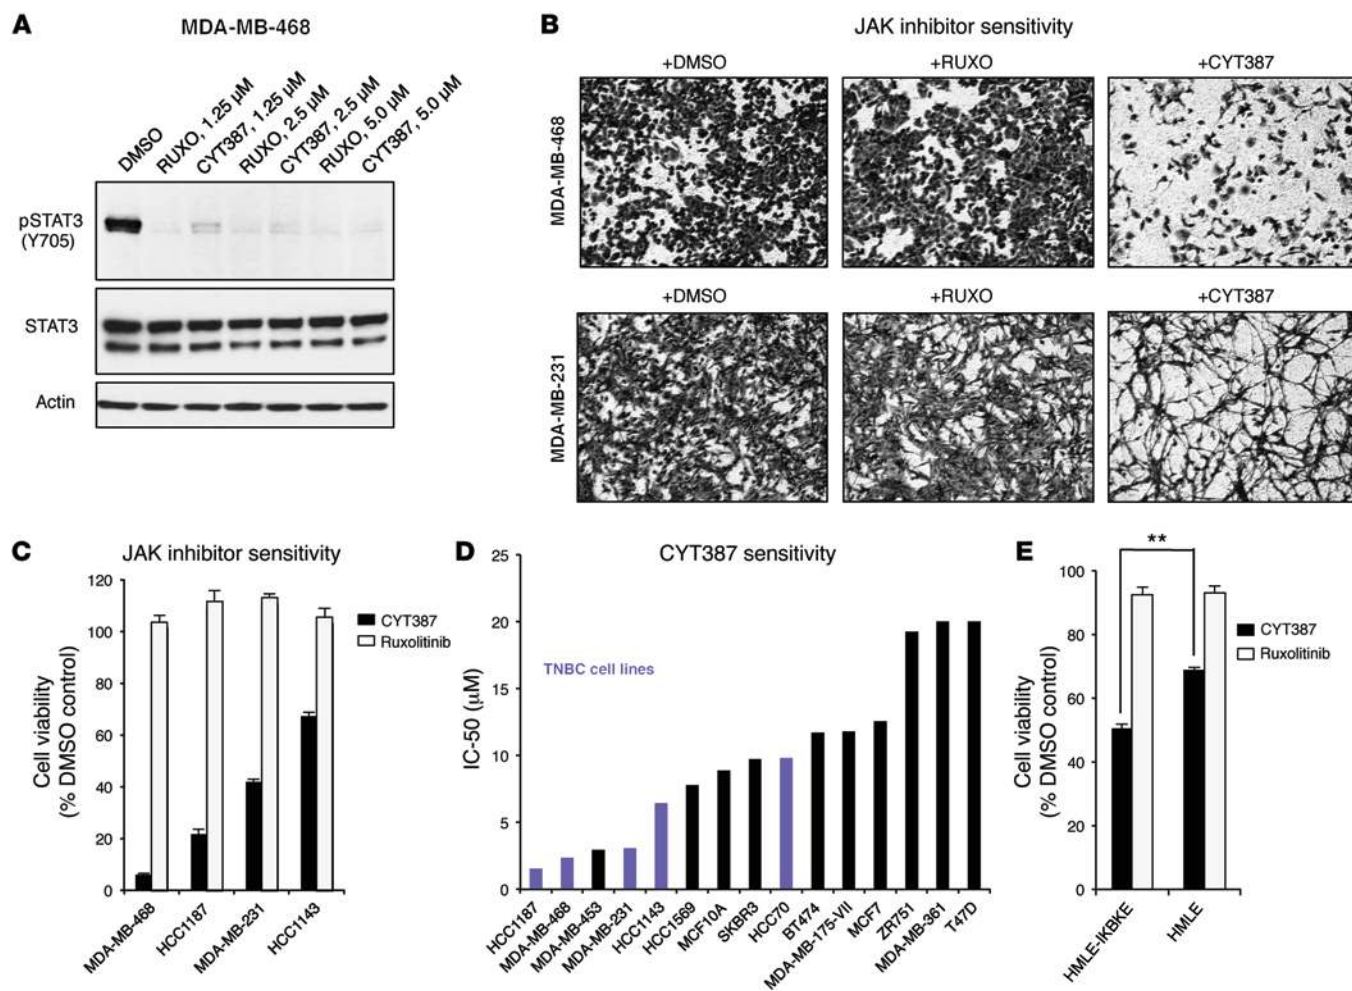 A
MDA-MB-468
DMSO
RUXO, 1.25 µM
CYT387, 1.25 µM
RUXO, 2.5 µM
CYT387, 2.5 µM
RUXO, 5.0 µM
CYT387, 5.0 µM
pSTAT3
(Y705)
STAT3
Actin
B
JAK inhibitor sensitivity
+DMSO
+RUXO
+CYT387
MDA-MB-468
+DMSO
+RUXO
+CYT387
MDA-MB-231
C
JAK inhibitor sensitivity
Cell viability
(% DMSO control)
120
100
80
60
40
20
0
CYT387
Ruxolitinib
MDA-MB-468
HCC1187
MDA-MB-231
HCC1143
D
CYT387 sensitivity
IC-50 (µM)
25
20
15
10
5
0
TNBC cell lines
HCC1187
MDA-MB-468
MDA-MB-453
MDA-MB-231
HCC1143
HCC1569
MCF10A
SKBR3
HCC70
BT474
MDA-MB-175-VII
MCF7
ZR751
MDA-MB-361
T47D
E
**
Cell viability
(% DMSO control)
100
80
60
40
20
0
CYT387
Ruxolitinib
HMLE-IKBKE
HMLE